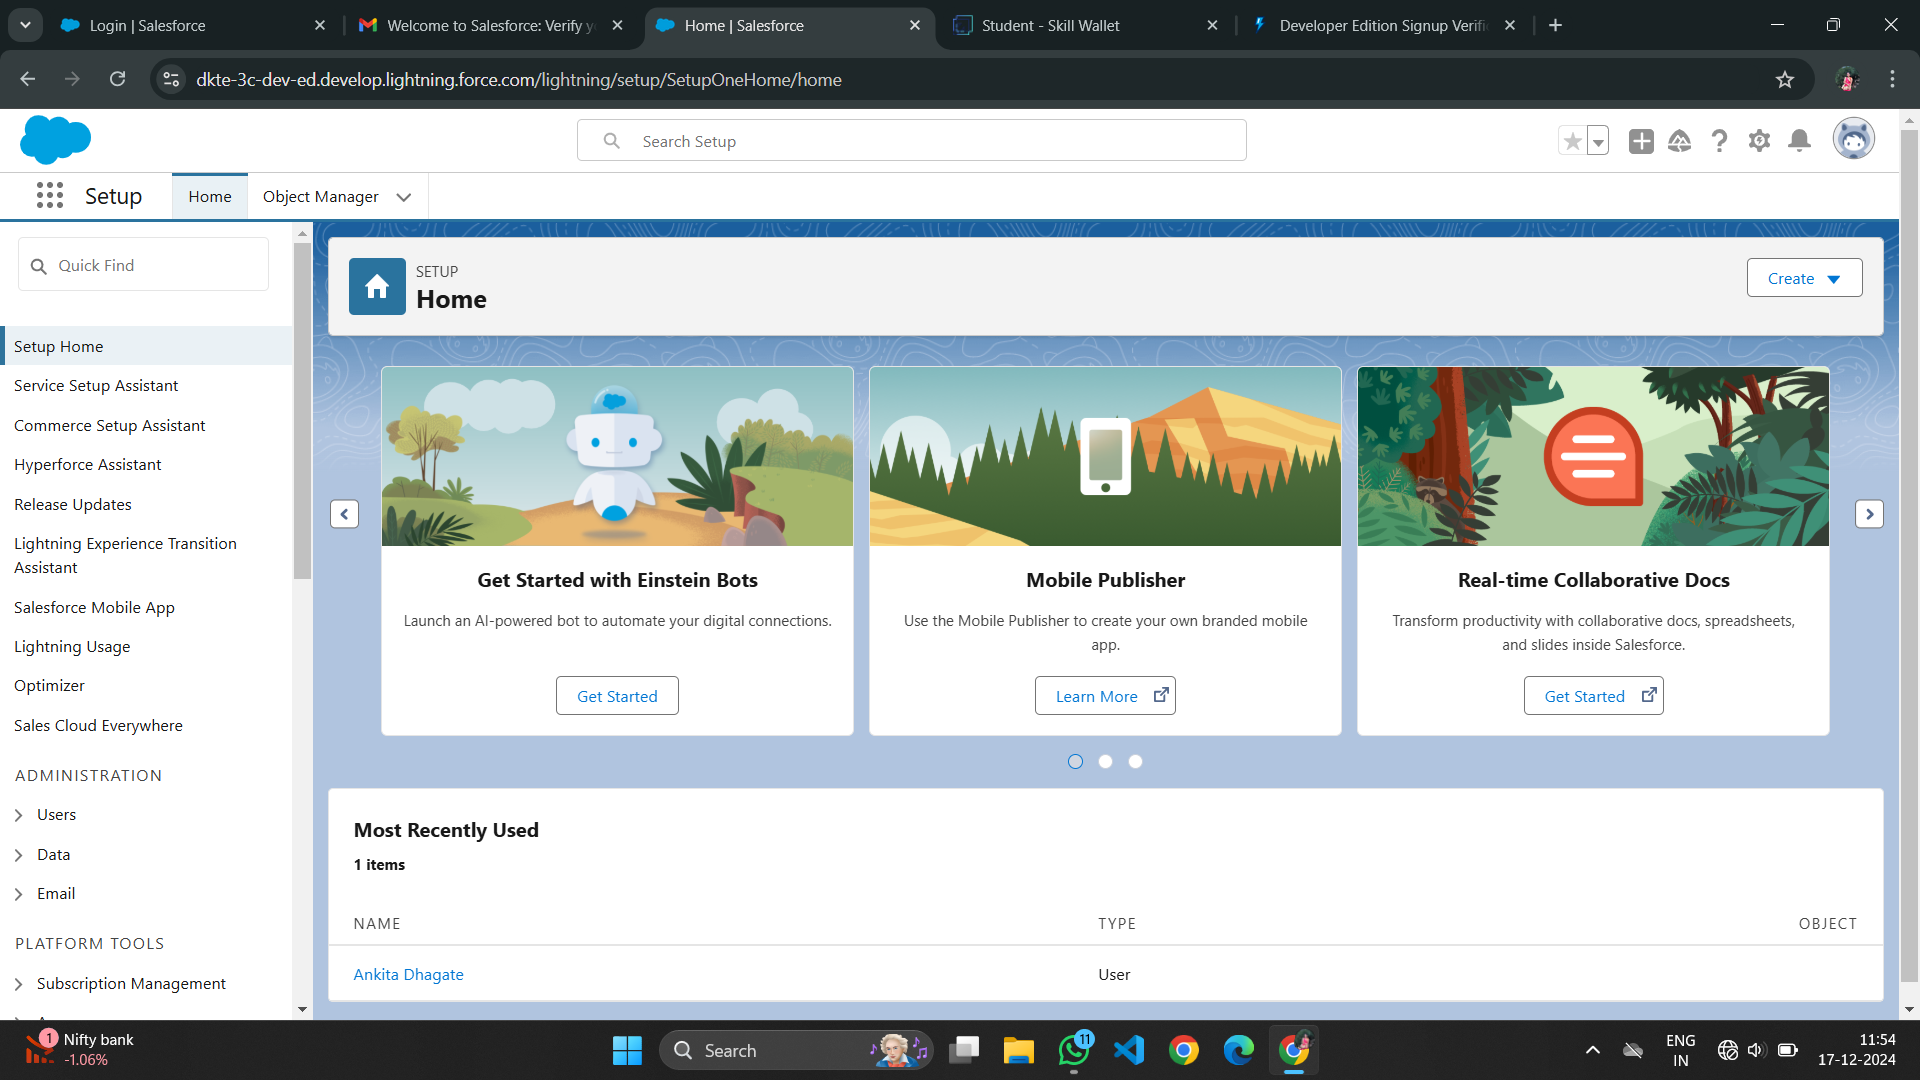 Login | Salesforce
Welcome to Salesforce: Verify y
Home | Salesforce
Student - Skill Wallet
Developer Edition Signup Verifi
dkte-3c-dev-ed.develop.lightning.force.com/lightning/setup/SetupOneHome/home
Search Setup
Setup
Home
Object Manager
Quick Find
Setup Home
Service Setup Assistant
Commerce Setup Assistant
Hyperforce Assistant
Release Updates
Lightning Experience Transition
Assistant
Salesforce Mobile App
Lightning Usage
Optimizer
Sales Cloud Everywhere
ADMINISTRATION
Users
Data
Email
PLATFORM TOOLS
Subscription Management
SETUP
Home
Create
Get Started with Einstein Bots
Launch an AI-powered bot to automate your digital connections.
Get Started
Mobile Publisher
Use the Mobile Publisher to create your own branded mobile
app.
Learn More
Real-time Collaborative Docs
Transform productivity with collaborative docs, spreadsheets,
and slides inside Salesforce.
Get Started
Most Recently Used
1 items
NAME
TYPE
OBJECT
Ankita Dhagate
User
1
Nifty bank
-1.06%
Search
11
ENG
IN
11:54
17-12-2024